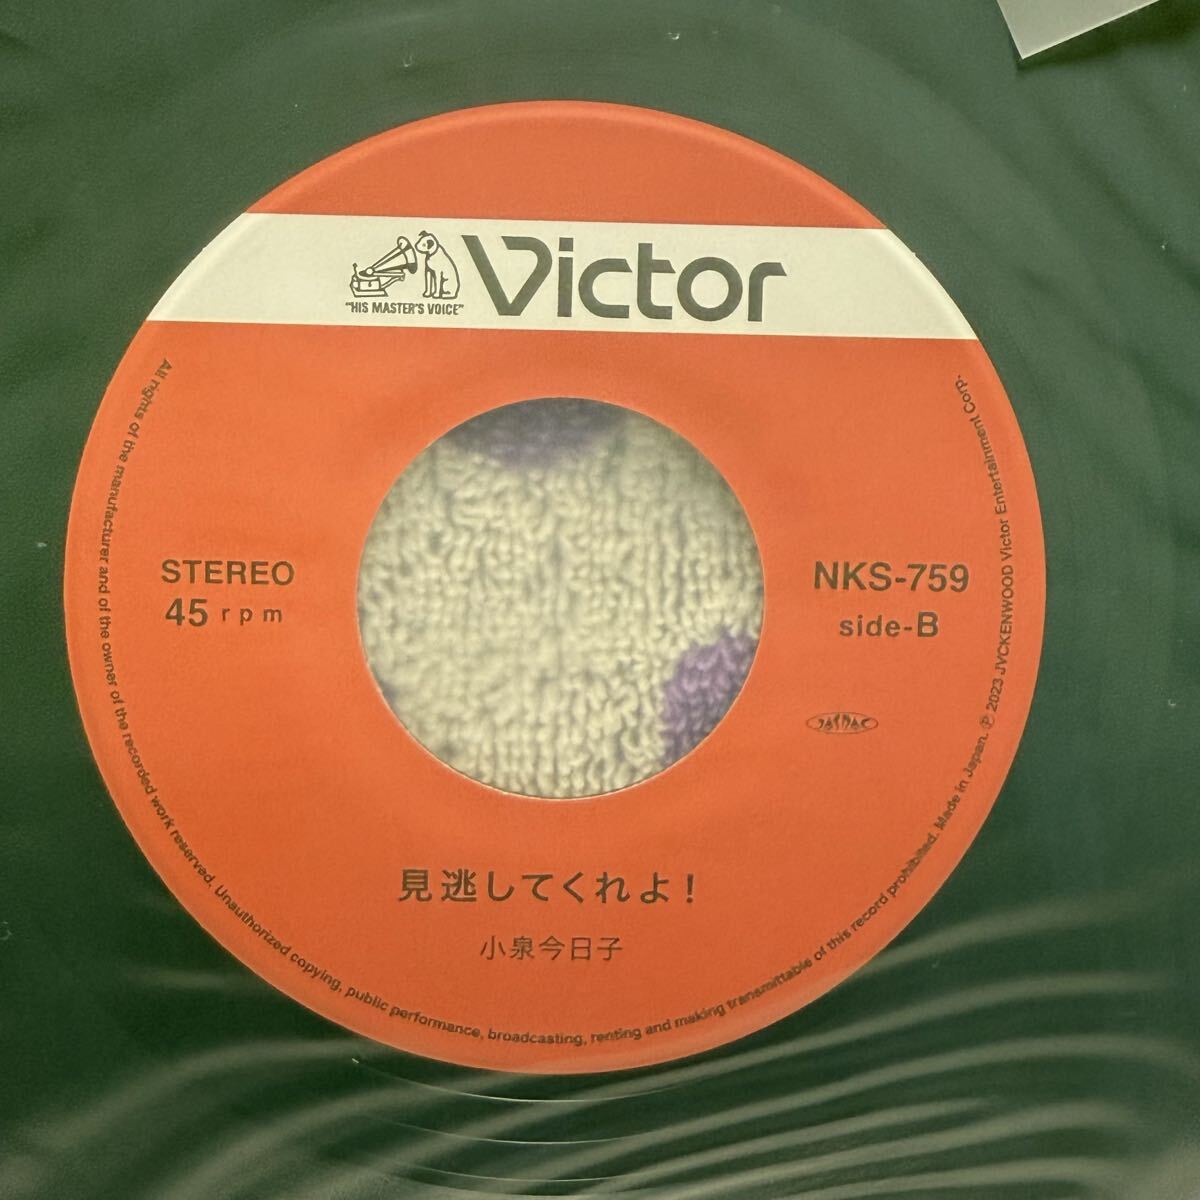 "HIS MASTER'S VOICE"
Victor
STEREO
45 rpm
NKS-759
side-B
JASRAC
見逃してくれよ！
小泉今日子
All rights of the manufacturer and of the owner of the recorded work reserved. Unauthorized copying, public performance, broadcasting, renting and making transmittable of this record prohibited. Made in Japan. ℗ 2023 JVCKENWOOD Victor Entertainment Corp.